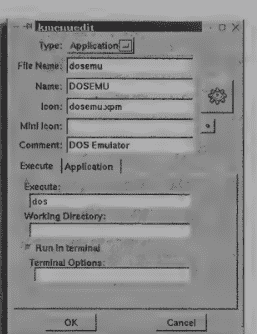 kmenuedit
Type: Application
File Name: dosemu
Name: DOSEMU
Icon: dosemu.xpm
Mini Icon:
Comment: DOS Emulator
Execute Application
Execute:
dos
Working Directory:
Run in terminal
Terminal Options:
OK Cancel